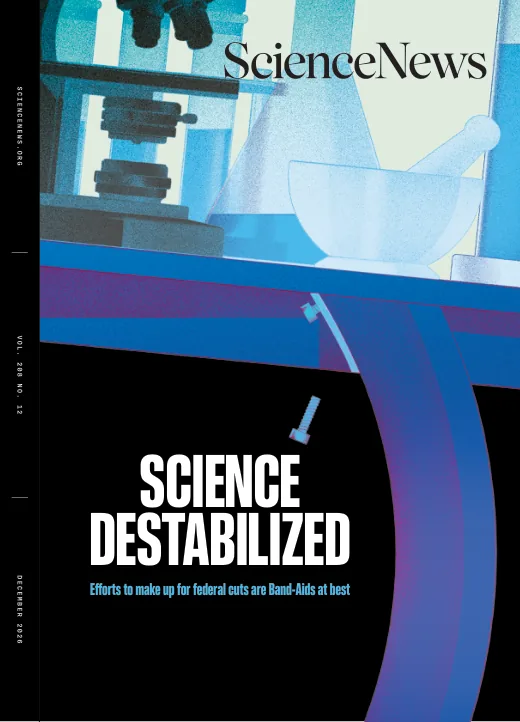 ScienceNews
SCIENCENEWS.ORG
VOL. 208 NO. 12
DECEMBER 2026
SCIENCE
DESTABILIZED
Efforts to make up for federal cuts are Band-Aids at best